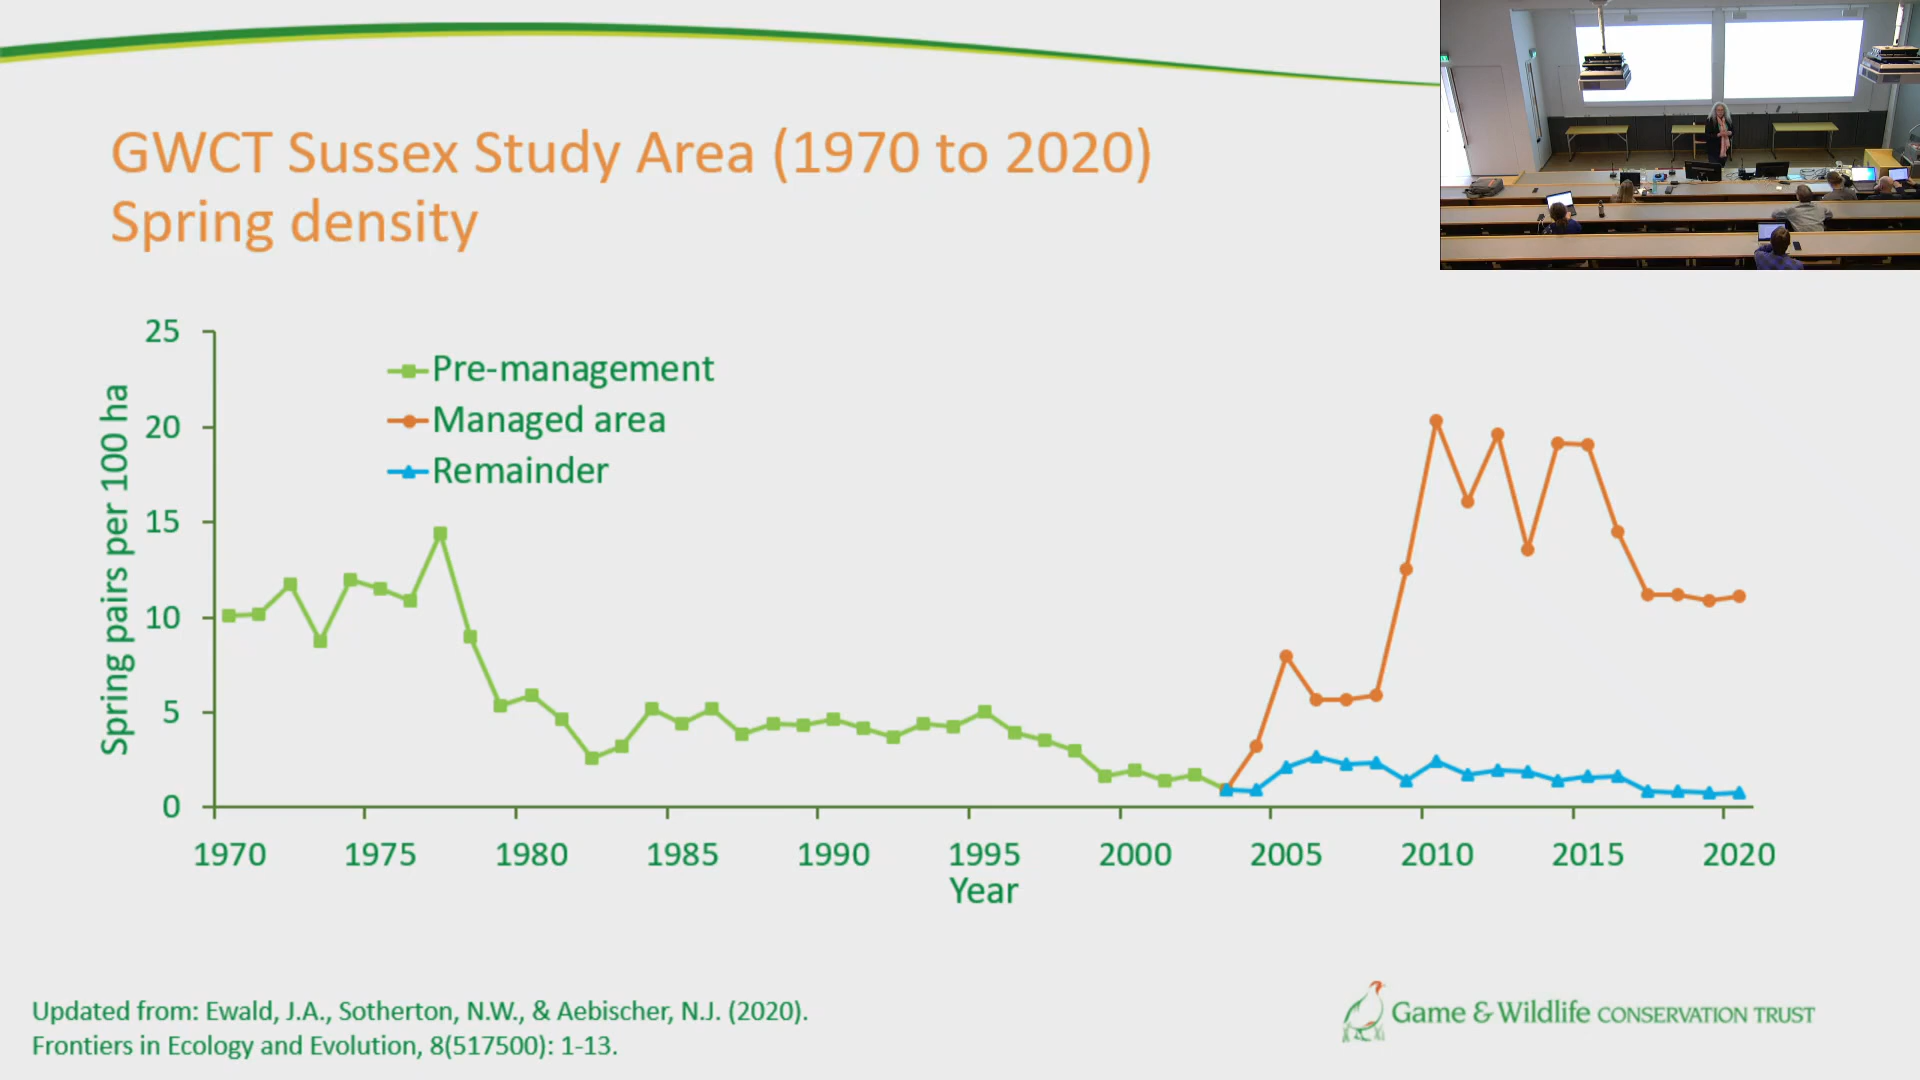 GWCT Sussex Study Area (1970 to 2020)
Spring density
Spring pairs per 100 ha
25
20
15
10
5
0
Pre-management
Managed area
Remainder
1970 1975 1980 1985 1990 1995 2000 2005 2010 2015 2020
Year
Updated from: Ewald, J.A., Sotherton, N.W., & Aebischer, N.J. (2020).
Frontiers in Ecology and Evolution, 8(517500): 1-13.
Game & Wildlife CONSERVATION TRUST